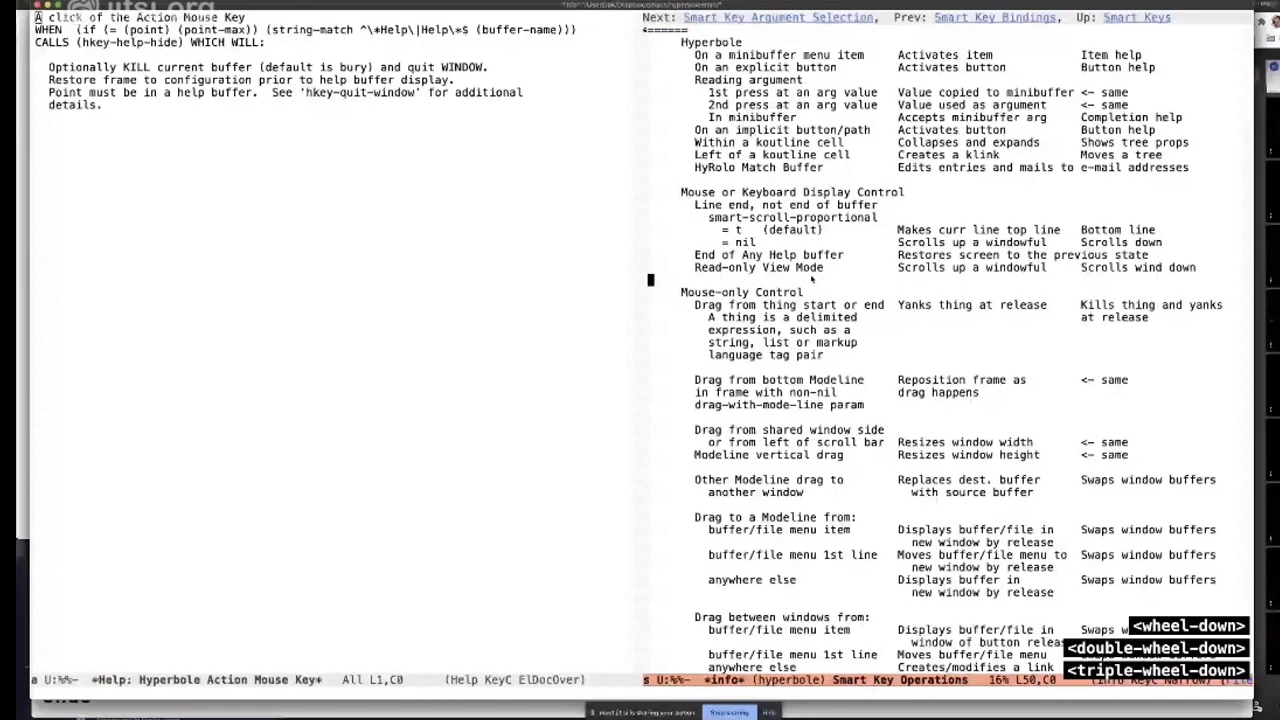 utsi.org
A click of the Action Mouse Key
WHEN  (if (= (point) (point-max)) (string-match ^\*Help\|Help\*$ (buffer-name)))
CALLS (hkey-help-hide) WHICH WILL:
Optionally KILL current buffer (default is bury) and quit WINDOW.
Restore frame to configuration prior to help buffer display.
Point must be in a help buffer.  See 'hkey-quit-window' for additional
details.
a U:%%-  *Help: Hyperbole Action Mouse Key*   All L1,C0      (Help KeyC ElDocOver)
Next: Smart Key Argument Selection,  Prev: Smart Key Bindings,  Up: Smart Keys
======
Hyperbole
On a minibuffer menu item     Activates item             Item help
On an explicit button         Activates button           Button help
Reading argument
1st press at an arg value   Value copied to minibuffer <- same
2nd press at an arg value   Value used as argument     <- same
In minibuffer               Accepts minibuffer arg     Completion help
On an implicit button/path    Activates button           Button help
Within a koutline cell        Collapses and expands      Shows tree props
Left of a koutline cell       Creates a klink            Moves a tree
HyRolo Match Buffer           Edits entries and mails to e-mail addresses
Mouse or Keyboard Display Control
Line end, not end of buffer
smart-scroll-proportional
= t   (default)           Makes curr line top line   Bottom line
= nil                     Scrolls up a windowful     Scrolls down
End of Any Help buffer        Restores screen to the previous state
Read-only View Mode           Scrolls up a windowful     Scrolls wind down
Mouse-only Control
Drag from thing start or end  Yanks thing at release     Kills thing and yanks
A thing is a delimited                                 at release
expression, such as a
string, list or markup
language tag pair
Drag from bottom Modeline     Reposition frame as        <- same
in frame with non-nil         drag happens
drag-with-mode-line param
Drag from shared window side
or from left of scroll bar  Resizes window width       <- same
Modeline vertical drag        Resizes window height      <- same
Other Modeline drag to        Replaces dest. buffer      Swaps window buffers
another window                with source buffer
Drag to a Modeline from:
buffer/file menu item       Displays buffer/file in    Swaps window buffers
new window by release
buffer/file menu 1st line   Moves buffer/file menu to  Swaps window buffers
new window by release
anywhere else               Displays buffer in         Swaps window buffers
new window by release
Drag between windows from:
buffer/file menu item       Displays buffer/file in    Sw
window of button relea
buffer/file menu 1st line   Moves buffer/file menu
anywhere else               Creates/modifies a link
<wheel-down>
<double-wheel-down>
<triple-wheel-down>
s U:%%-  *info* (hyperbole) Smart Key Operations   16% L50,C0     (Info KeyC Narrow)
meet.jit.si is sharing your screen.
Stop sharing
Hide